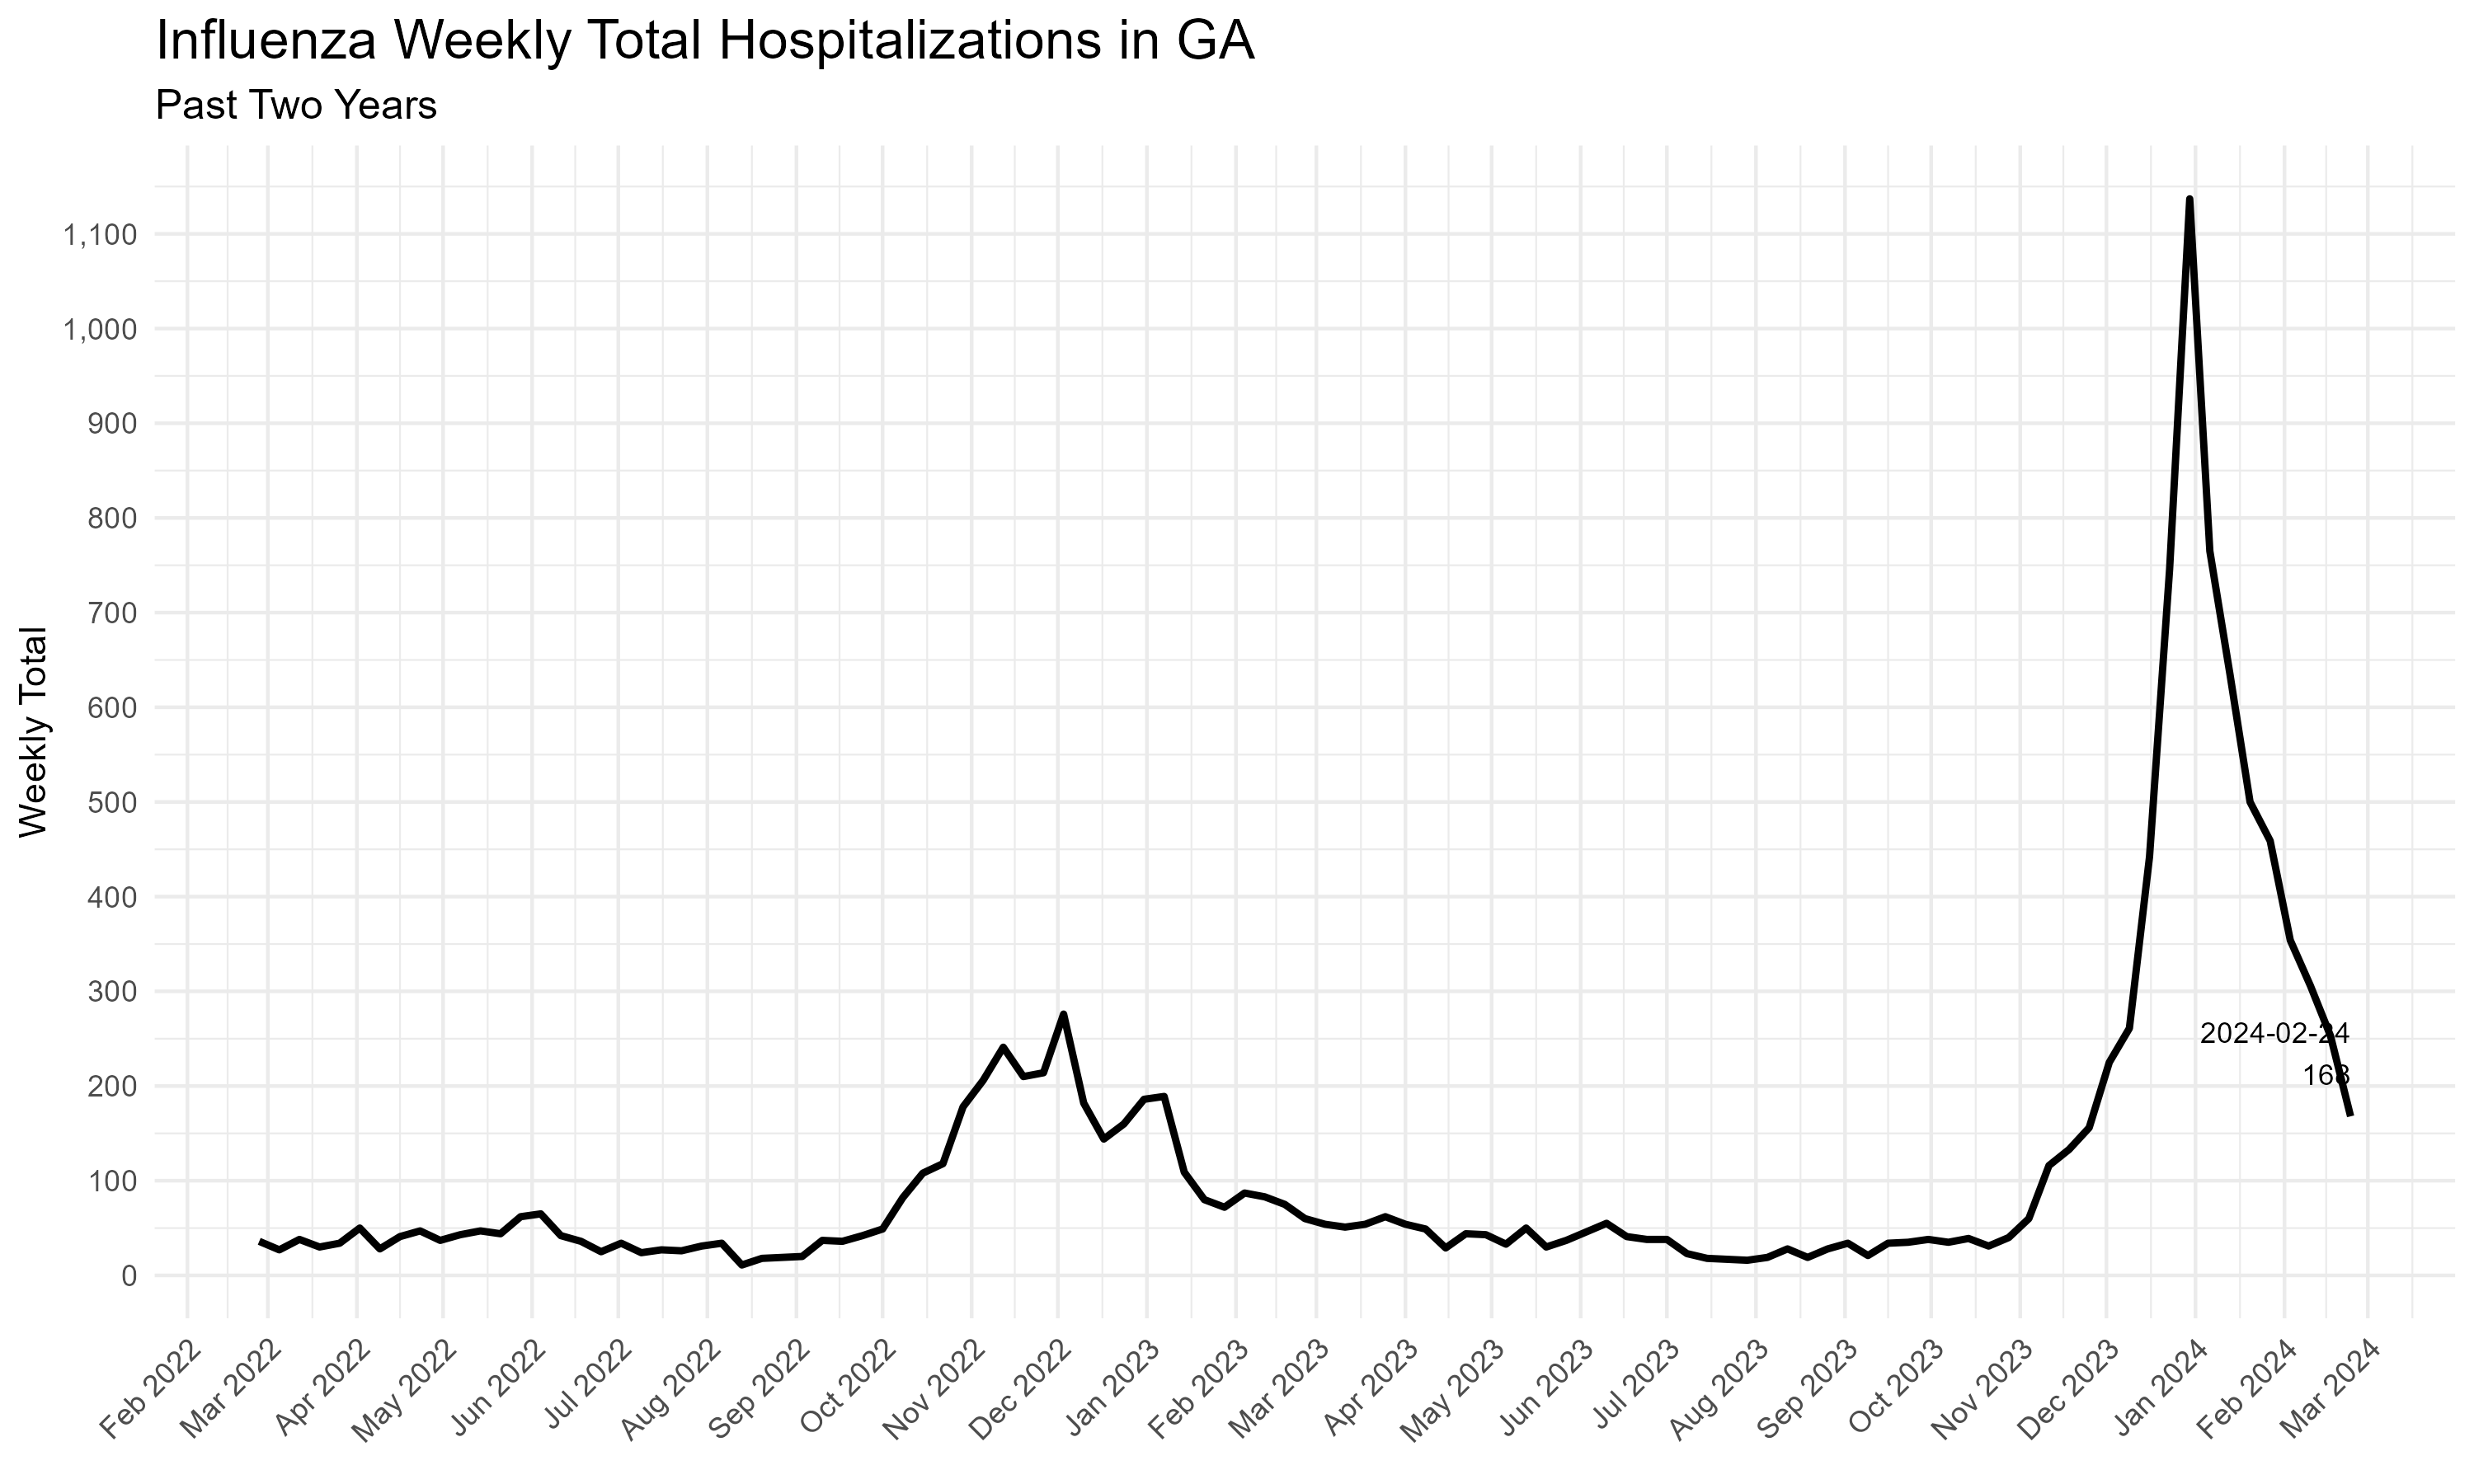 Influenza Weekly Total Hospitalizations in GA
Past Two Years
Weekly Total
1,100
1,000
900
800
700
600
500
400
300
200
100
0
2024-02-24
168
Feb 2022
Mar 2022
Apr 2022
May 2022
Jun 2022
Jul 2022
Aug 2022
Sep 2022
Oct 2022
Nov 2022
Dec 2022
Jan 2023
Feb 2023
Mar 2023
Apr 2023
May 2023
Jun 2023
Jul 2023
Aug 2023
Sep 2023
Oct 2023
Nov 2023
Dec 2023
Jan 2024
Feb 2024
Mar 2024